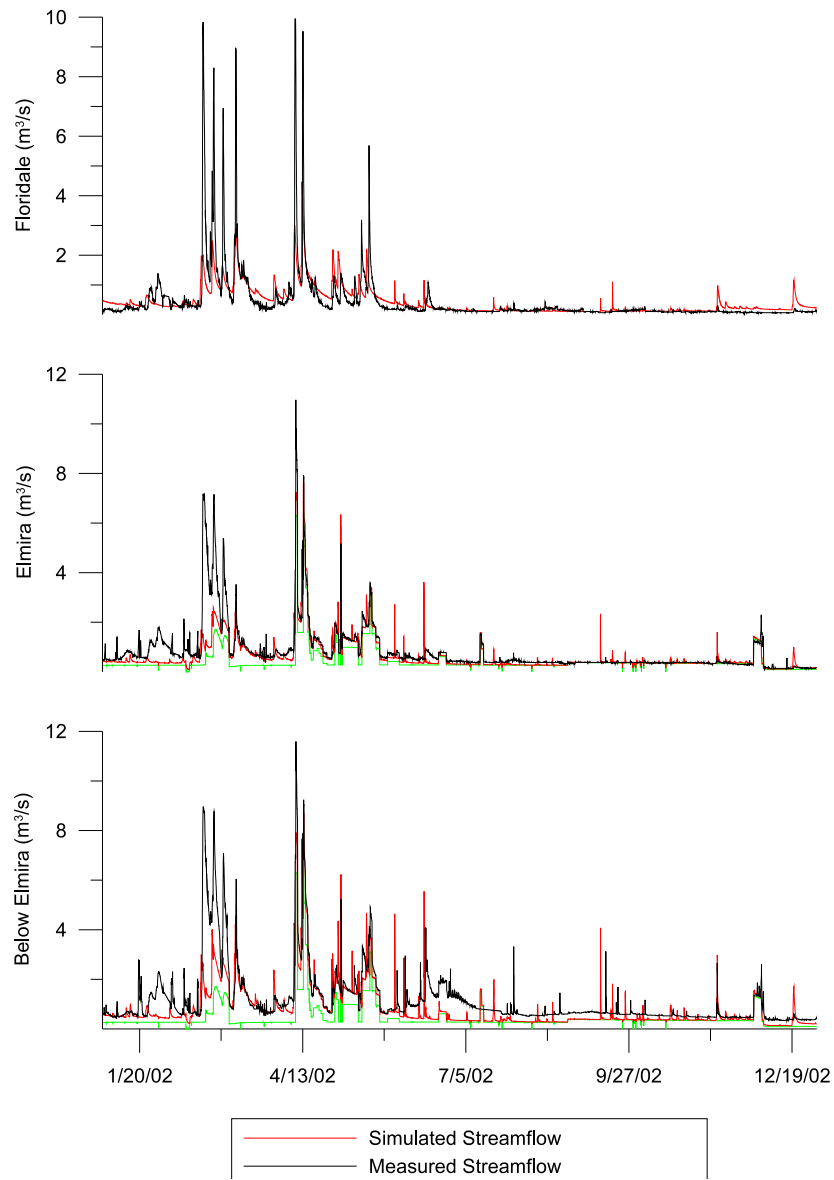 10
8
6
4
2
Floridale (m³/s)
12
8
4
Elmira (m³/s)
12
8
4
Below Elmira (m³/s)
1/20/02 4/13/02 7/5/02 9/27/02 12/19/02
Simulated Streamflow
Measured Streamflow